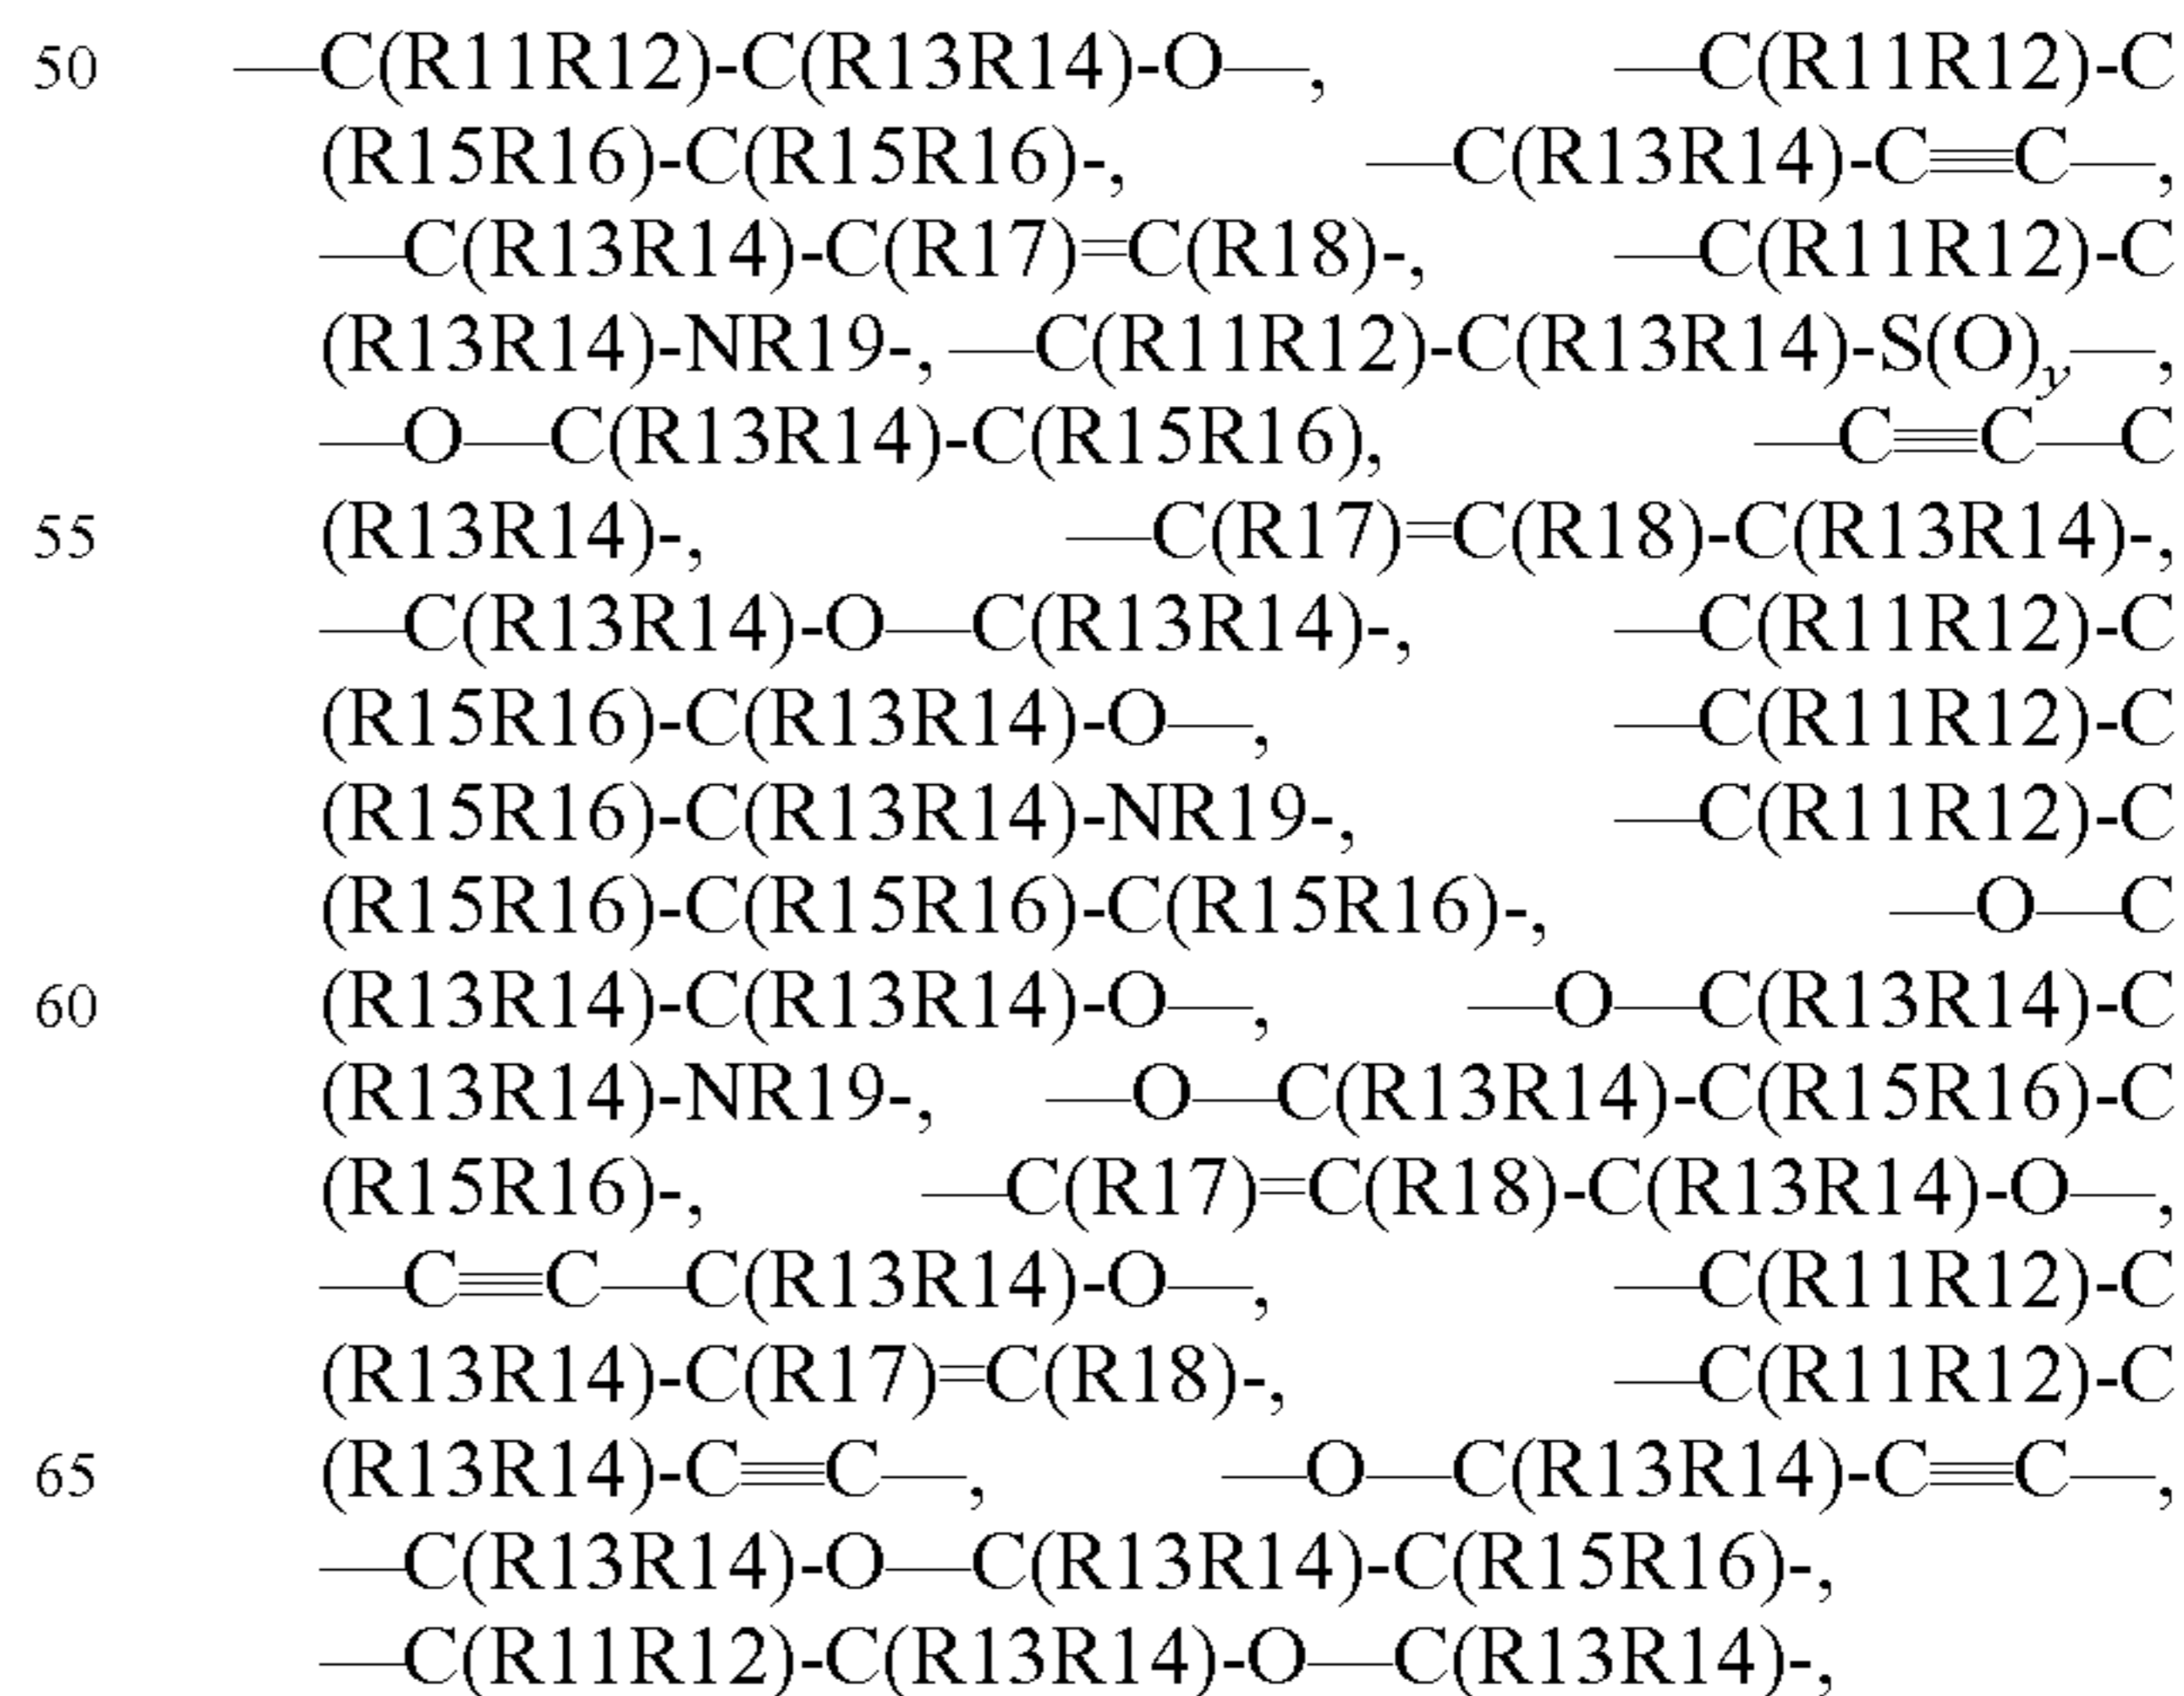 50 —C(R11R12)-C(R13R14)-O—, —C(R11R12)-C
(R15R16)-C(R15R16)-, —C(R13R14)-C≡C—,
—C(R13R14)-C(R17)=C(R18)-, —C(R11R12)-C
(R13R14)-NR19-, —C(R11R12)-C(R13R14)-S(O)y—,
—O—C(R13R14)-C(R15R16), —C≡C—C
55 (R13R14)-, —C(R17)=C(R18)-C(R13R14)-,
—C(R13R14)-O—C(R13R14)-, —C(R11R12)-C
(R15R16)-C(R13R14)-O—, —C(R11R12)-C
(R15R16)-C(R13R14)-NR19-, —C(R11R12)-C
(R15R16)-C(R15R16)-C(R15R16)-, —O—C
60 (R13R14)-C(R13R14)-O—, —O—C(R13R14)-C
(R13R14)-NR19-, —O—C(R13R14)-C(R15R16)-C
(R15R16)-, —C(R17)=C(R18)-C(R13R14)-O—,
—C≡C—C(R13R14)-O—, —C(R11R12)-C
(R13R14)-C(R17)=C(R18)-, —C(R11R12)-C
65 (R13R14)-C≡C—, —O—C(R13R14)-C≡C—,
—C(R13R14)-O—C(R13R14)-C(R15R16)-,
—C(R11R12)-C(R13R14)-O—C(R13R14)-,